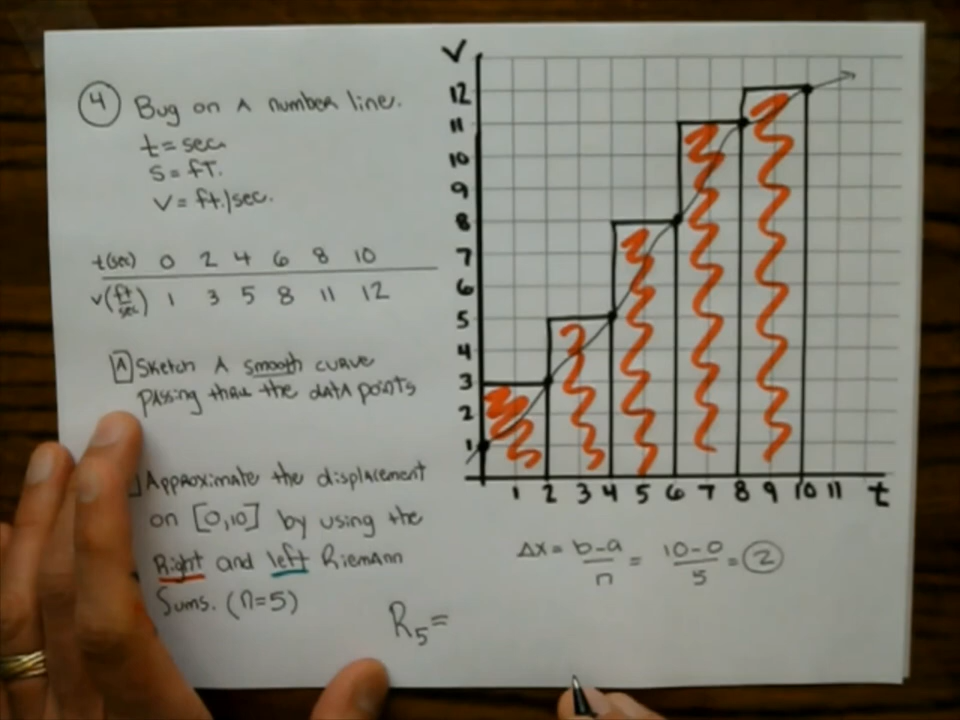 4 Bug on A number line.
t = sec.
s = ft.
v = ft./sec.
t(sec) 0 2 4 6 8 10
v(ft/sec) 1 3 5 8 11 12
A Sketch A smooth curve
passing thru the data points
Approximate the displacement
on [0,10] by using the
Right and left Riemann
Sums. (n=5)
R5=
V
12
11
10
9
8
7
6
5
4
3
2
1
1 2 3 4 5 6 7 8 9 10 11 t
Δx = b-a/n = 10-0/5 = 2